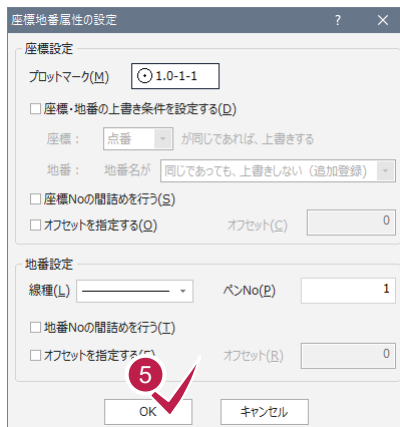 座標地番属性の設定 ? ×
座標設定
プロットマーク(M) 1.0-1-1
座標・地番の上書き条件を設定する(D)
座標： 点番 が同じであれば、上書きする
地番： 地番名が 同じであっても、上書きしない（追加登録）
座標Noの間詰めを行う(S)
オフセットを指定する(O) オフセット(C) 0
地番設定
線種(L) ペンNo(P) 1
地番Noの間詰めを行う(T)
オフセットを指定する オフセット(R) 0
5
OK キャンセル